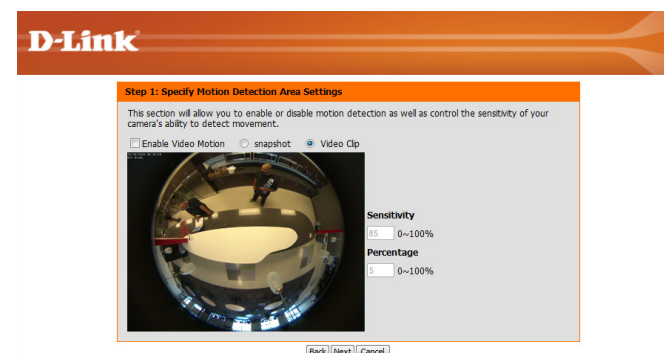 D-Link
Step 1: Specify Motion Detection Area Settings
This section will allow you to enable or disable motion detection as well as control the sensitivity of your
camera's ability to detect movement.
Enable Video Motion snapshot Video Clip
Sensitivity
85 0~100%
Percentage
5 0~100%
Back Next Cancel